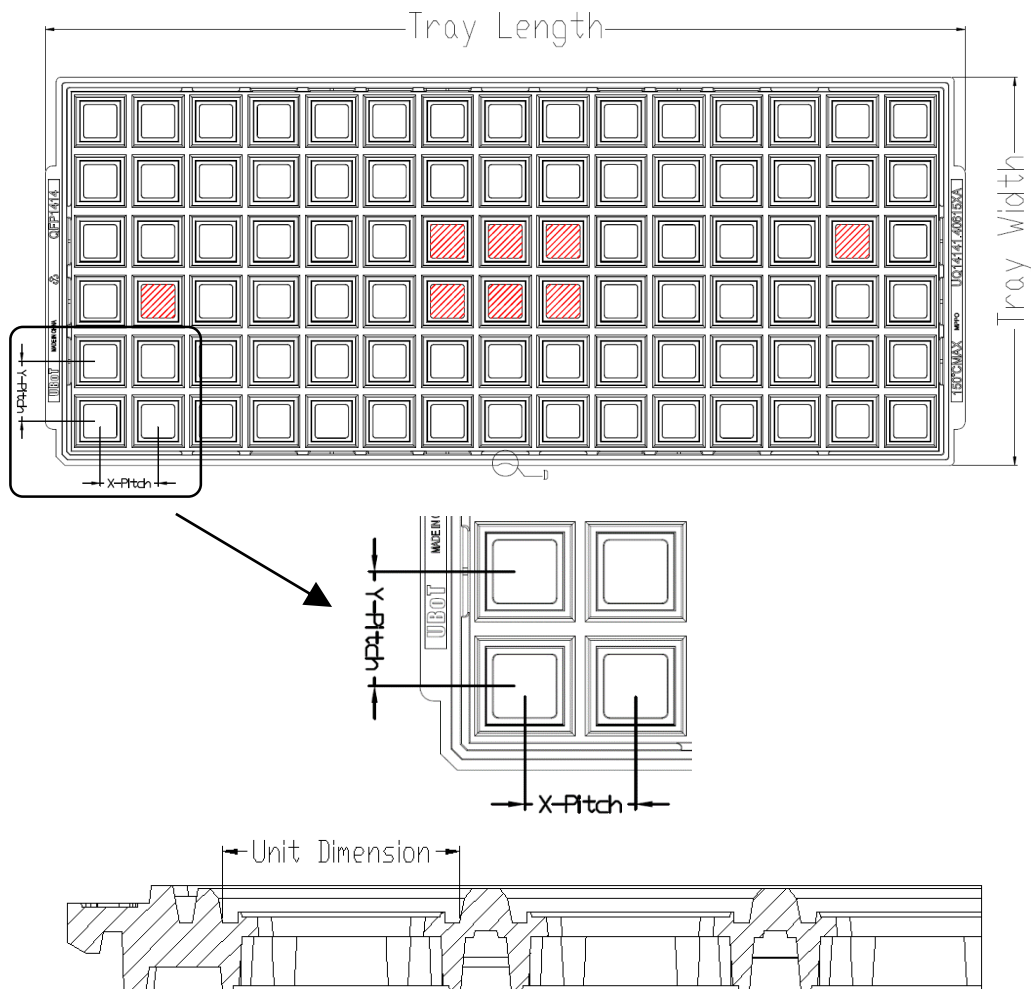 Tray Length
Tray Width
QFP1414
MADE IN CHINA
UBoT
UQ14141.40615XA
MPPO
150°CMAX
Y-Pitch
X-Pitch
D
MADE IN C
UBoT
Y-Pitch
X-Pitch
Unit Dimension